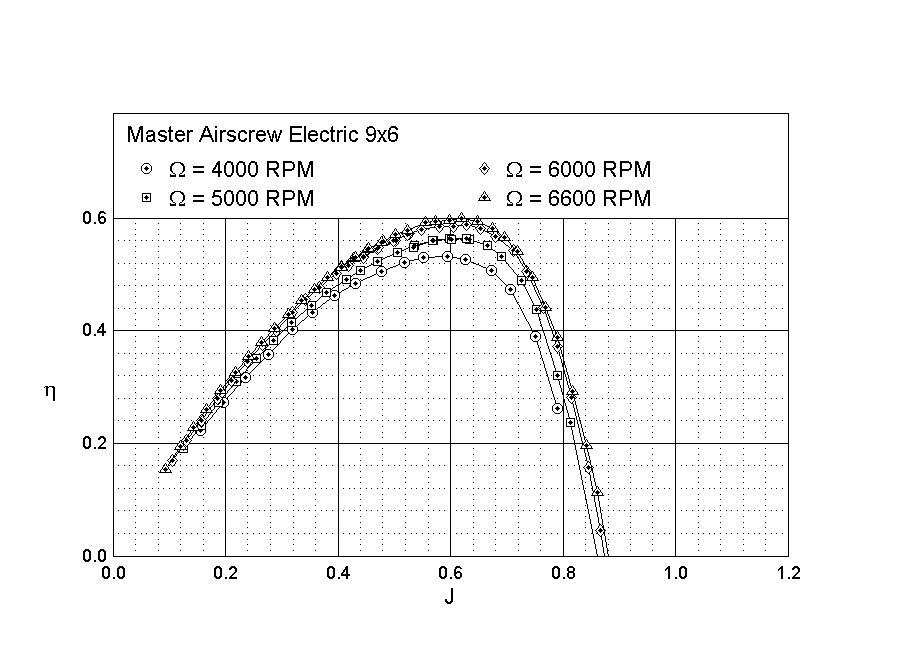 Master Airscrew Electric 9x6
Ω = 4000 RPM
Ω = 6000 RPM
Ω = 5000 RPM
Ω = 6600 RPM
0.6
0.4
η
0.2
0.0
0.0 0.2 0.4 0.6 0.8 1.0 1.2
J